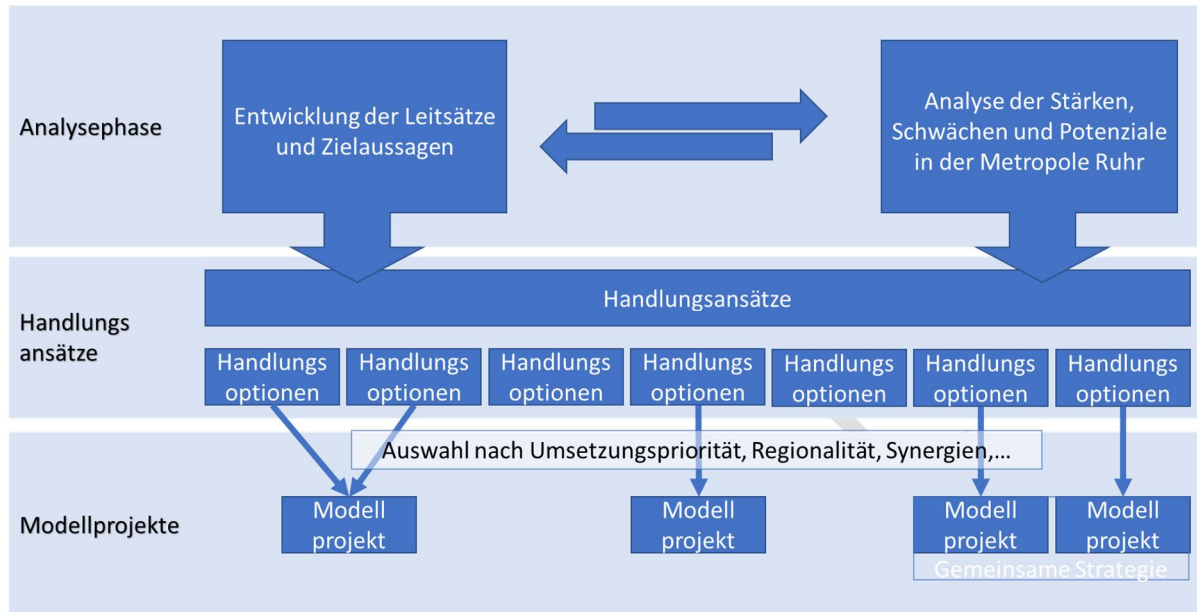 Analysephase
Entwicklung der Leitsätze
und Zielaussagen
Analyse der Stärken,
Schwächen und Potenziale
in der Metropole Ruhr
Handlungs
ansätze
Handlungsansätze
Handlungs
optionen
Handlungs
optionen
Handlungs
optionen
Handlungs
optionen
Handlungs
optionen
Handlungs
optionen
Handlungs
optionen
Modellprojekte
Auswahl nach Umsetzungspriorität, Regionalität, Synergien,...
Modell
projekt
Modell
projekt
Modell
projekt
Modell
projekt
Gemeinsame Strategie